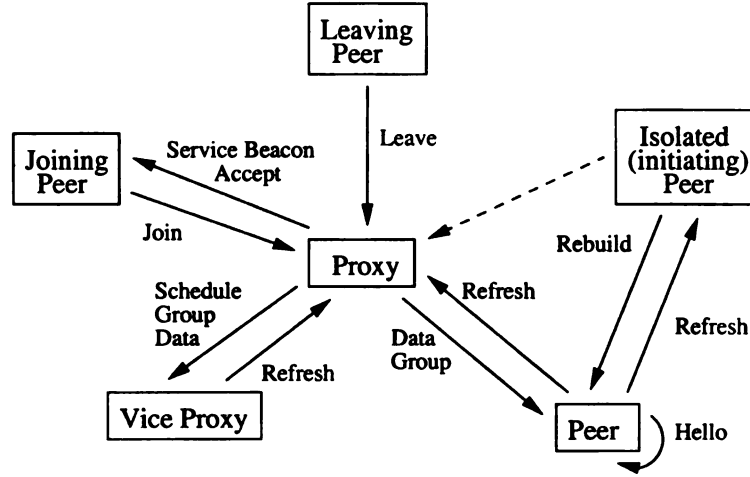 Leaving
Peer
Leave
Joining
Peer
Service Beacon
Accept
Join
Isolated
(initiating)
Peer
Proxy
Rebuild
Refresh
Schedule
Group
Data
Refresh
Refresh
Data
Group
Vice Proxy
Peer
Hello